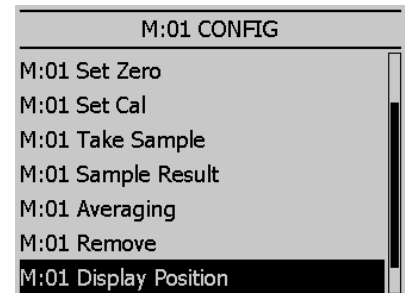 M:01 CONFIG
M:01 Set Zero
M:01 Set Cal
M:01 Take Sample
M:01 Sample Result
M:01 Averaging
M:01 Remove
M:01 Display Position